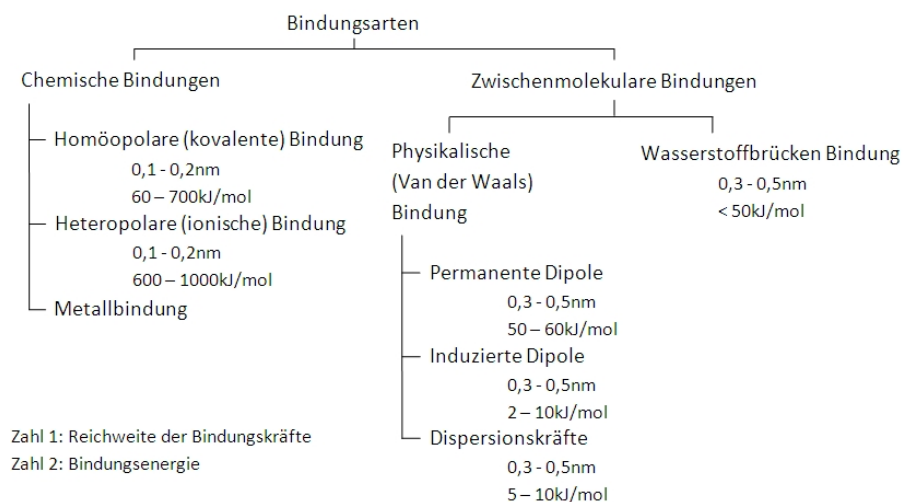 Bindungsarten
Chemische Bindungen
Homöopolare (kovalente) Bindung
0,1 - 0,2nm
60 – 700kJ/mol
Heteropolare (ionische) Bindung
0,1 - 0,2nm
600 – 1000kJ/mol
Metallbindung
Zwischenmolekulare Bindungen
Physikalische
(Van der Waals)
Bindung
Permanente Dipole
0,3 - 0,5nm
50 – 60kJ/mol
Induzierte Dipole
0,3 - 0,5nm
2 – 10kJ/mol
Dispersionskräfte
0,3 - 0,5nm
5 – 10kJ/mol
Wasserstoffbrücken Bindung
0,3 - 0,5nm
< 50kJ/mol
Zahl 1: Reichweite der Bindungskräfte
Zahl 2: Bindungsenergie